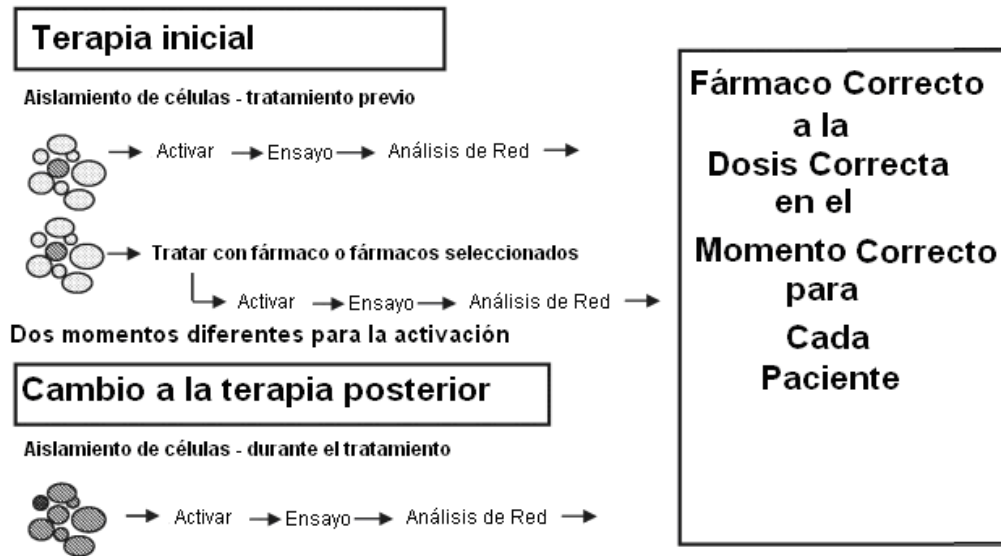 Terapia inicial
Aislamiento de células - tratamiento previo
Activar Ensayo Análisis de Red
Tratar con fármaco o fármacos seleccionados
Activar Ensayo Análisis de Red
Dos momentos diferentes para la activación
Cambio a la terapia posterior
Aislamiento de células - durante el tratamiento
Activar Ensayo Análisis de Red
Fármaco Correcto
a la
Dosis Correcta
en el
Momento Correcto
para
Cada
Paciente